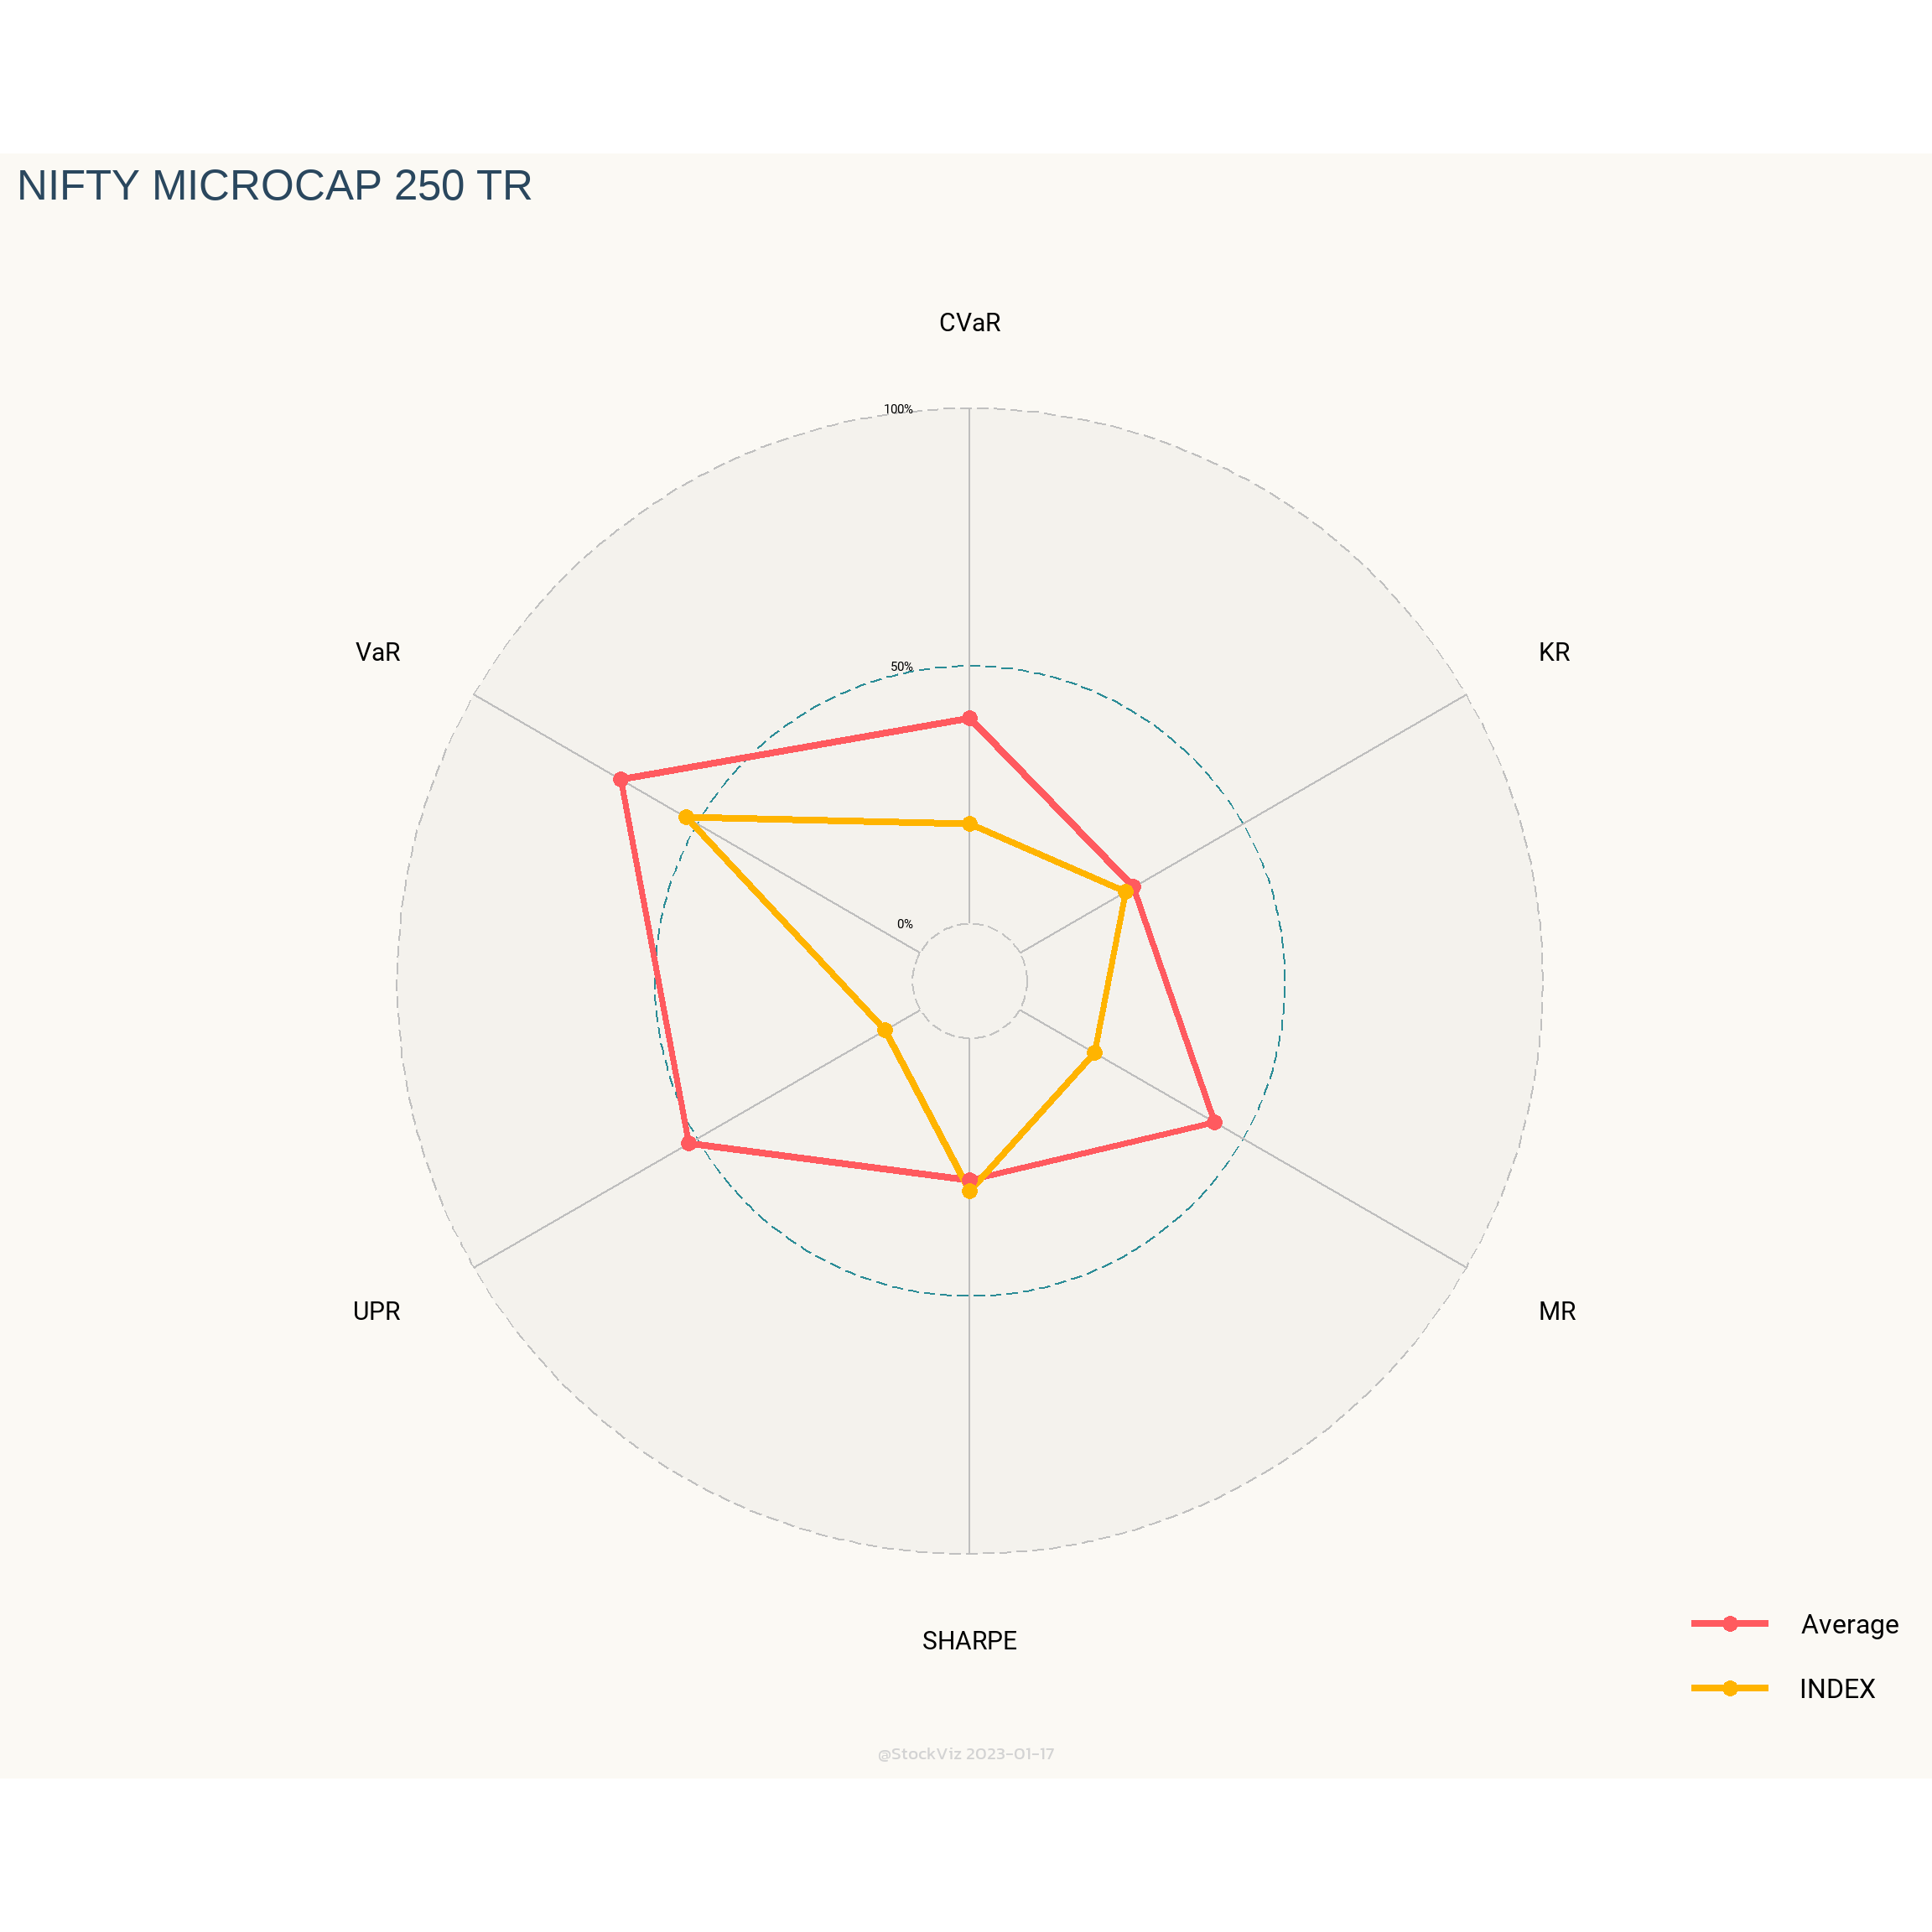 NIFTY MICROCAP 250 TR
CVaR
100%
VaR
KR
50%
0%
UPR
MR
SHARPE
Average
INDEX
@StockViz 2023-01-17